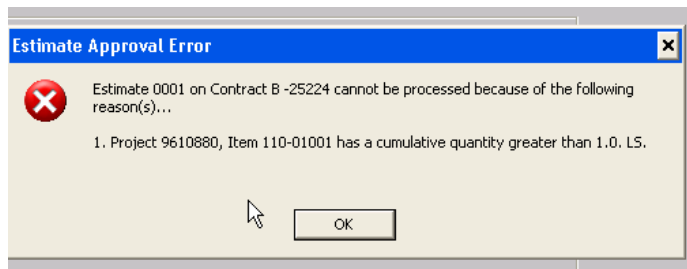 Estimate Approval Error
Estimate 0001 on Contract B -25224 cannot be processed because of the following
reason(s)...
1. Project 9610880, Item 110-01001 has a cumulative quantity greater than 1.0. LS.
OK